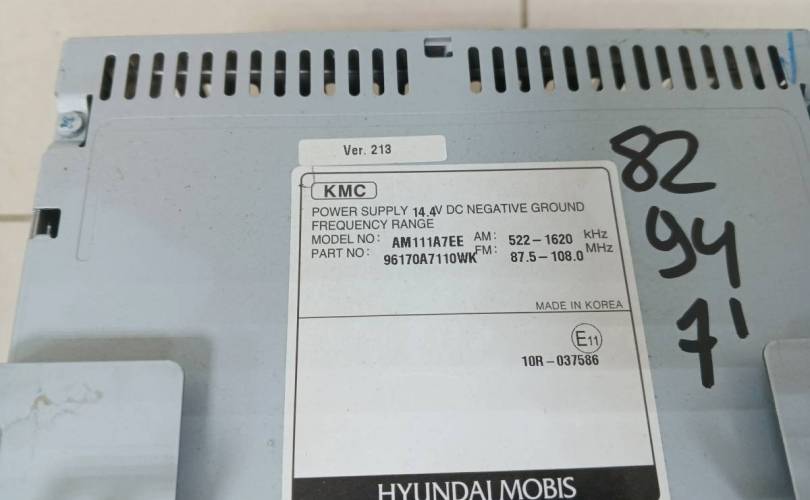 Ver. 213
KMC
POWER SUPPLY 14.4V DC NEGATIVE GROUND
FREQUENCY RANGE
MODEL NO: AM111A7EE AM: 522-1620 kHz
PART NO: 96170A7110WK FM: 87.5-108.0 MHz
MADE IN KOREA
E11
10R-037586
HYUNDAI MOBIS
82
94
7'